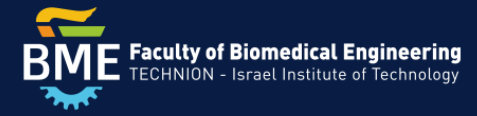 BME
Faculty of Biomedical Engineering
TECHNION - Israel Institute of Technology